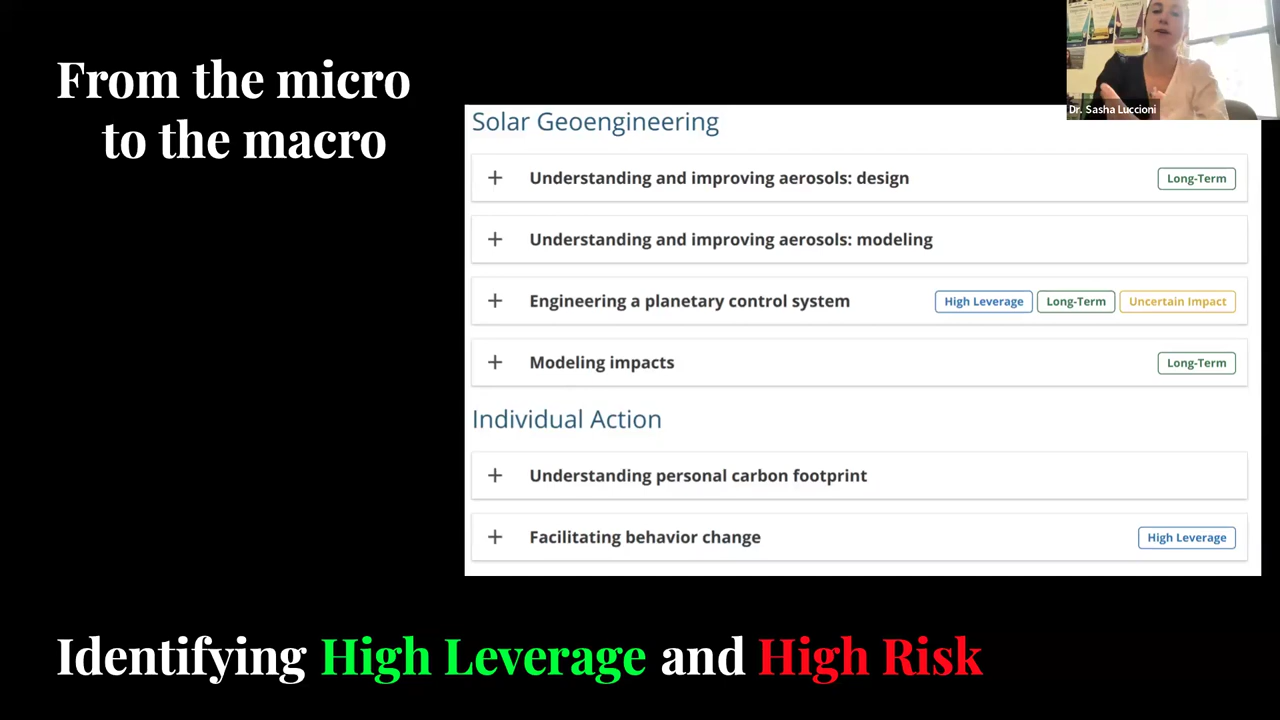 From the micro
to the macro
Dr. Sasha Luccioni
Solar Geoengineering
Understanding and improving aerosols: design
Long-Term
Understanding and improving aerosols: modeling
Engineering a planetary control system
High Leverage
Long-Term
Uncertain Impact
Modeling impacts
Long-Term
Individual Action
Understanding personal carbon footprint
Facilitating behavior change
High Leverage
Identifying High Leverage and High Risk